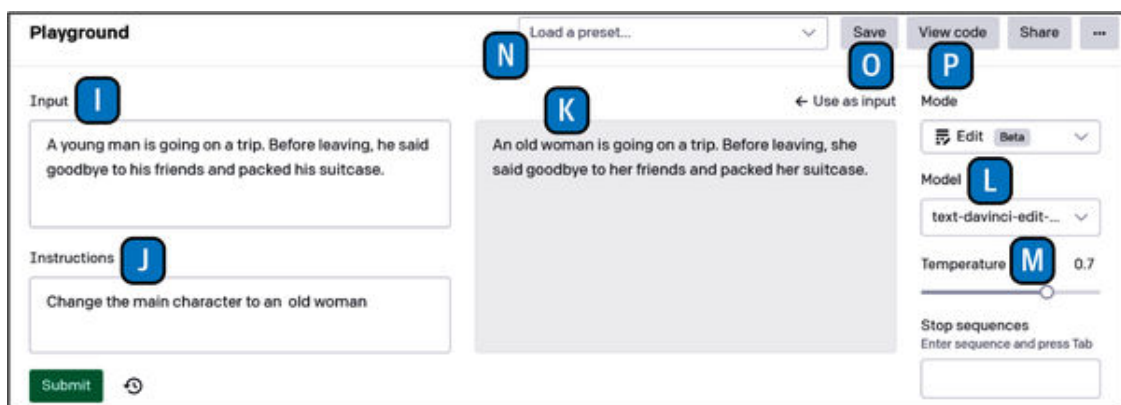 Playground
Load a preset...
Save
View code
Share
...
N
O
P
Input
I
K
← Use as input
Mode
A young man is going on a trip. Before leaving, he said
goodbye to his friends and packed his suitcase.
An old woman is going on a trip. Before leaving, she
said goodbye to her friends and packed her suitcase.
Edit Beta
Model
L
text-davinci-edit-...
Instructions
J
Temperature
M
0.7
Change the main character to an old woman
Stop sequences
Enter sequence and press Tab
Submit